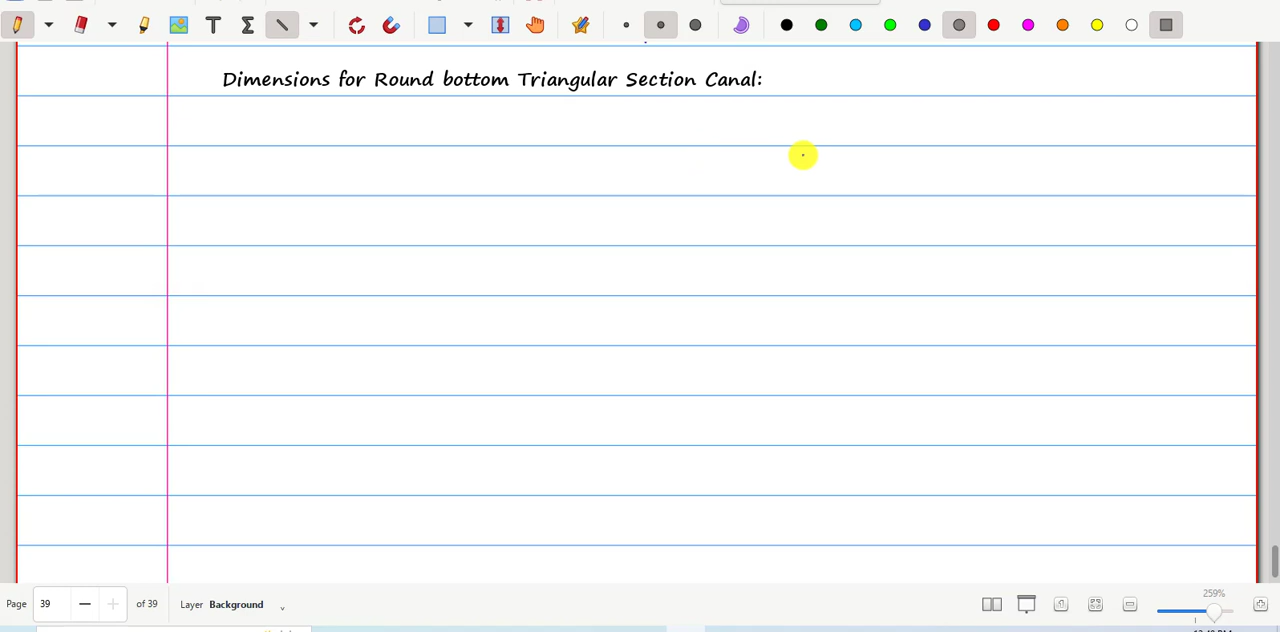 Dimensions for Round bottom Triangular Section Canal:
Page 39 of 39 Layer Background 259%